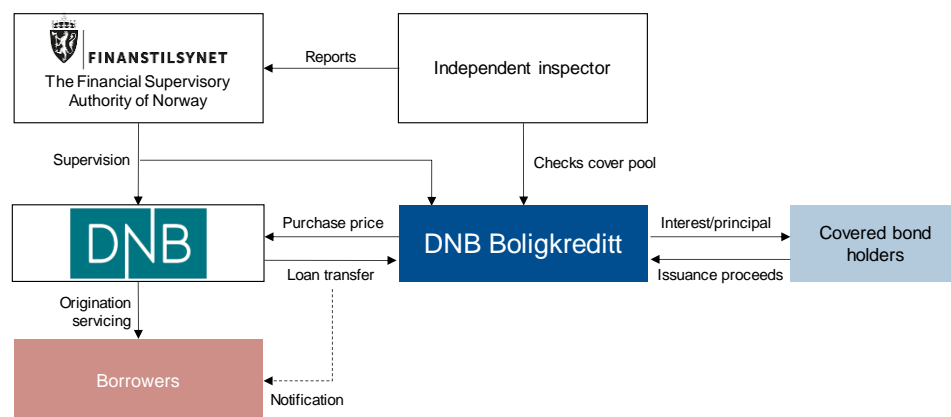 FINANSTILSYNET
The Financial Supervisory
Authority of Norway
Reports
Independent inspector
Supervision
Checks cover pool
DNB
Purchase price
Loan transfer
DNB Boligkreditt
Interest/principal
Issuance proceeds
Covered bond
holders
Origination
servicing
Borrowers
Notification